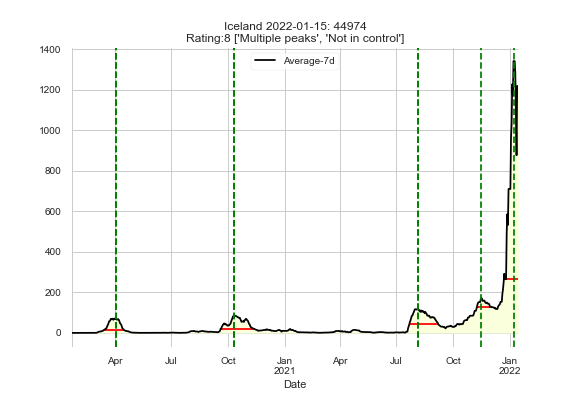 Iceland 2022-01-15: 44974
Rating:8 ['Multiple peaks', 'Not in control']
Average-7d
1400
1200
1000
800
600
400
200
0
Apr Jul Oct Jan Apr Jul Oct Jan
2021 2022
Date